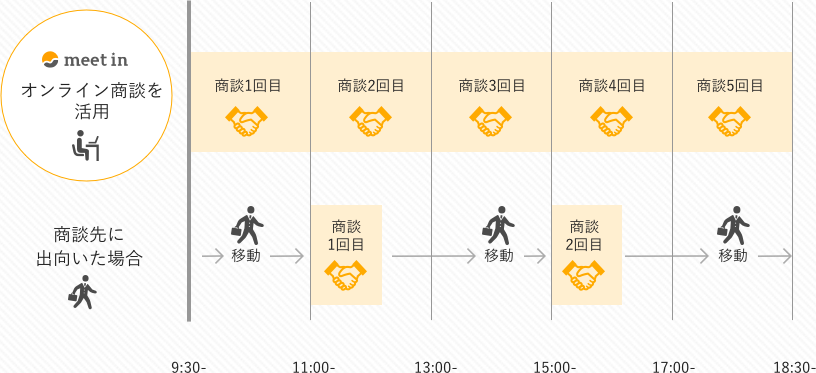 meet in
オンライン商談を
活用
商談1回目
商談2回目
商談3回目
商談4回目
商談5回目
商談先に
出向いた場合
移動
商談
1回目
移動
商談
2回目
移動
9:30-
11:00-
13:00-
15:00-
17:00-
18:30-